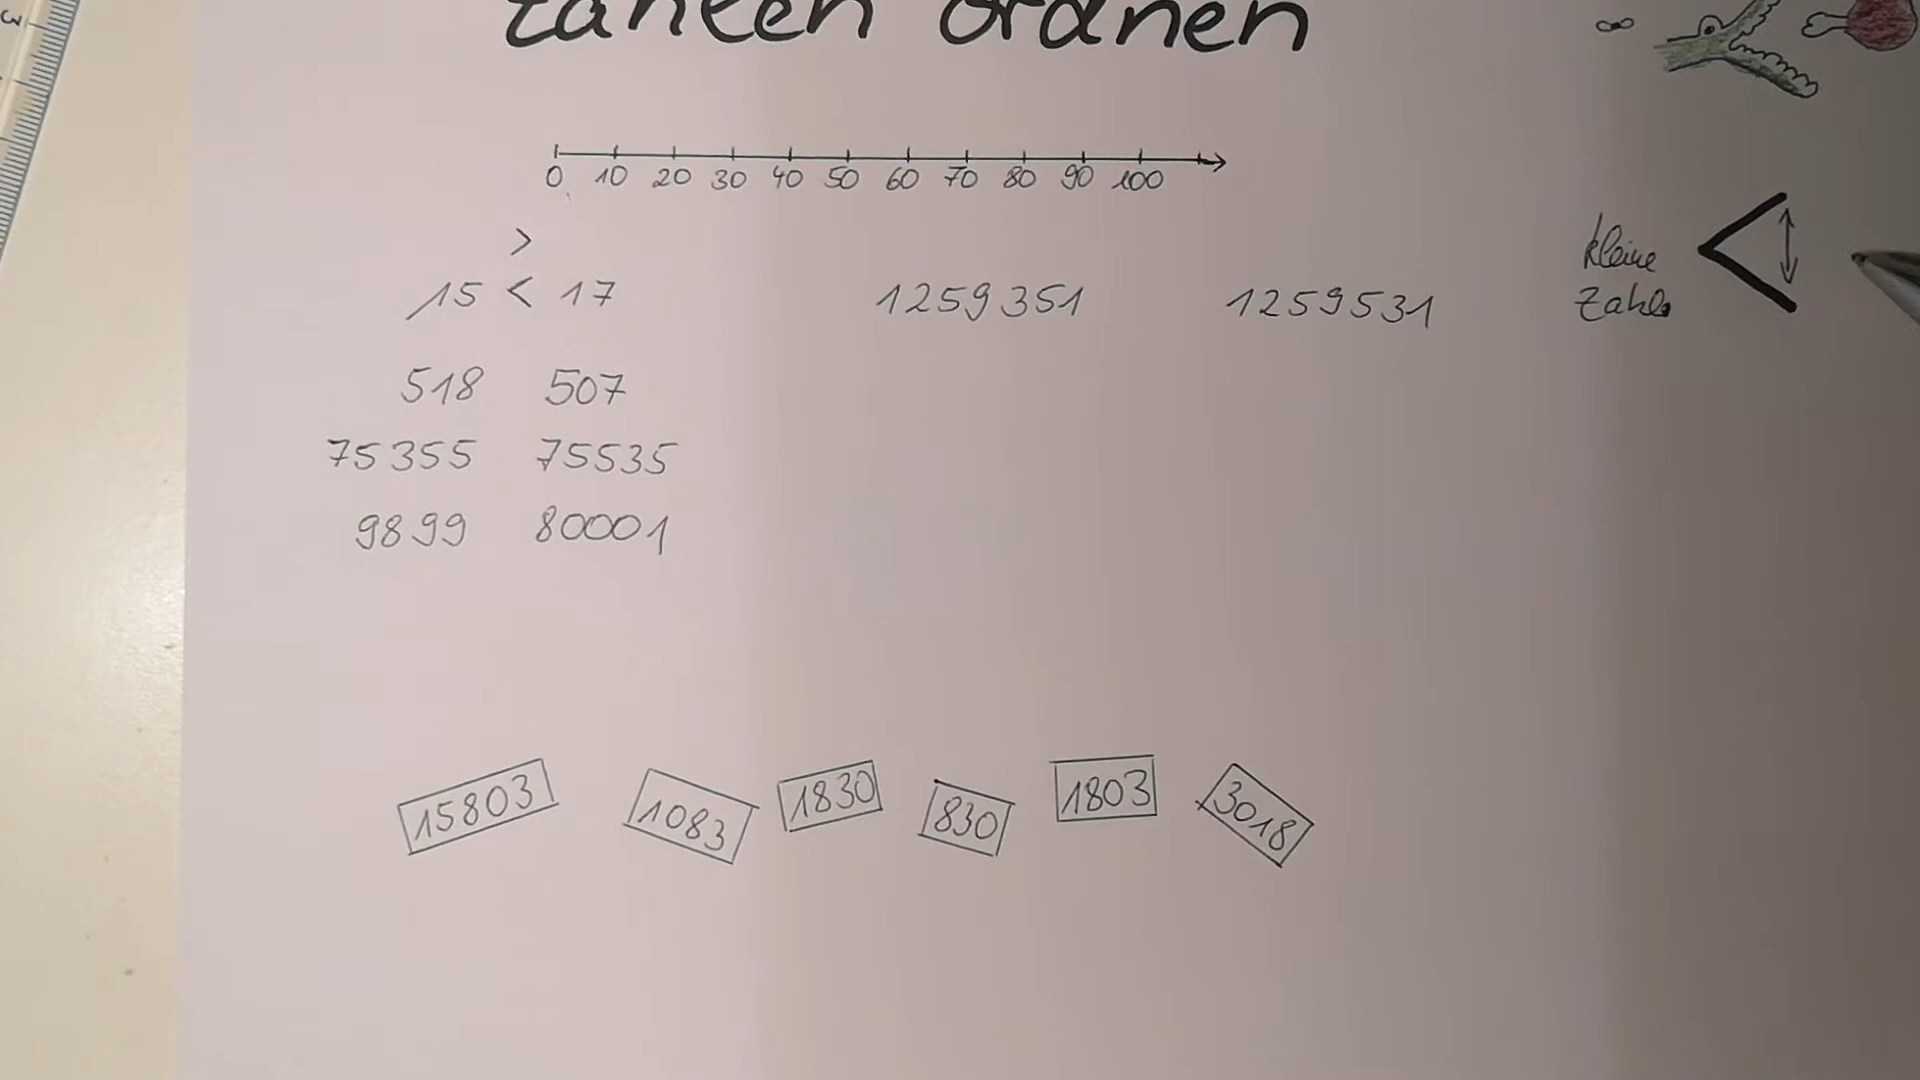 Zahlen ordnen
0 10 20 30 40 50 60 70 80 90 100
>
15 < 17
518 507
75355 75535
9899 80001
1259351 1259531
kleine <
Zahl
15803 1083 1830 830 1803 3018